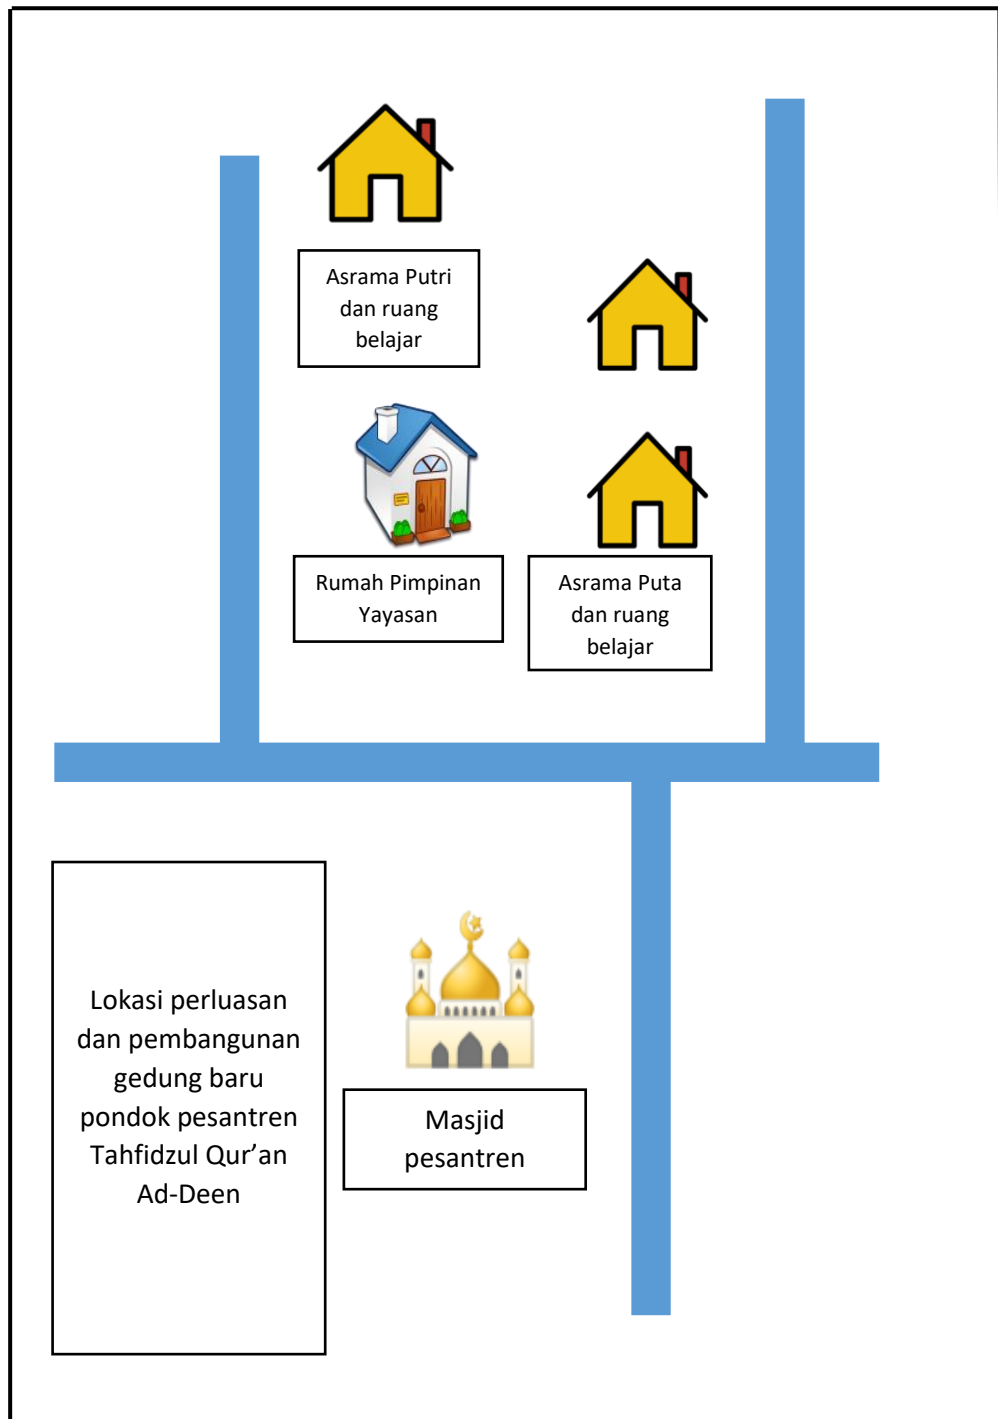 Asrama Putri
dan ruang
belajar
Rumah Pimpinan
Yayasan
Asrama Puta
dan ruang
belajar
Lokasi perluasan
dan pembangunan
gedung baru
pondok pesantren
Tahfidzul Qur’an
Ad-Deen
Masjid
pesantren